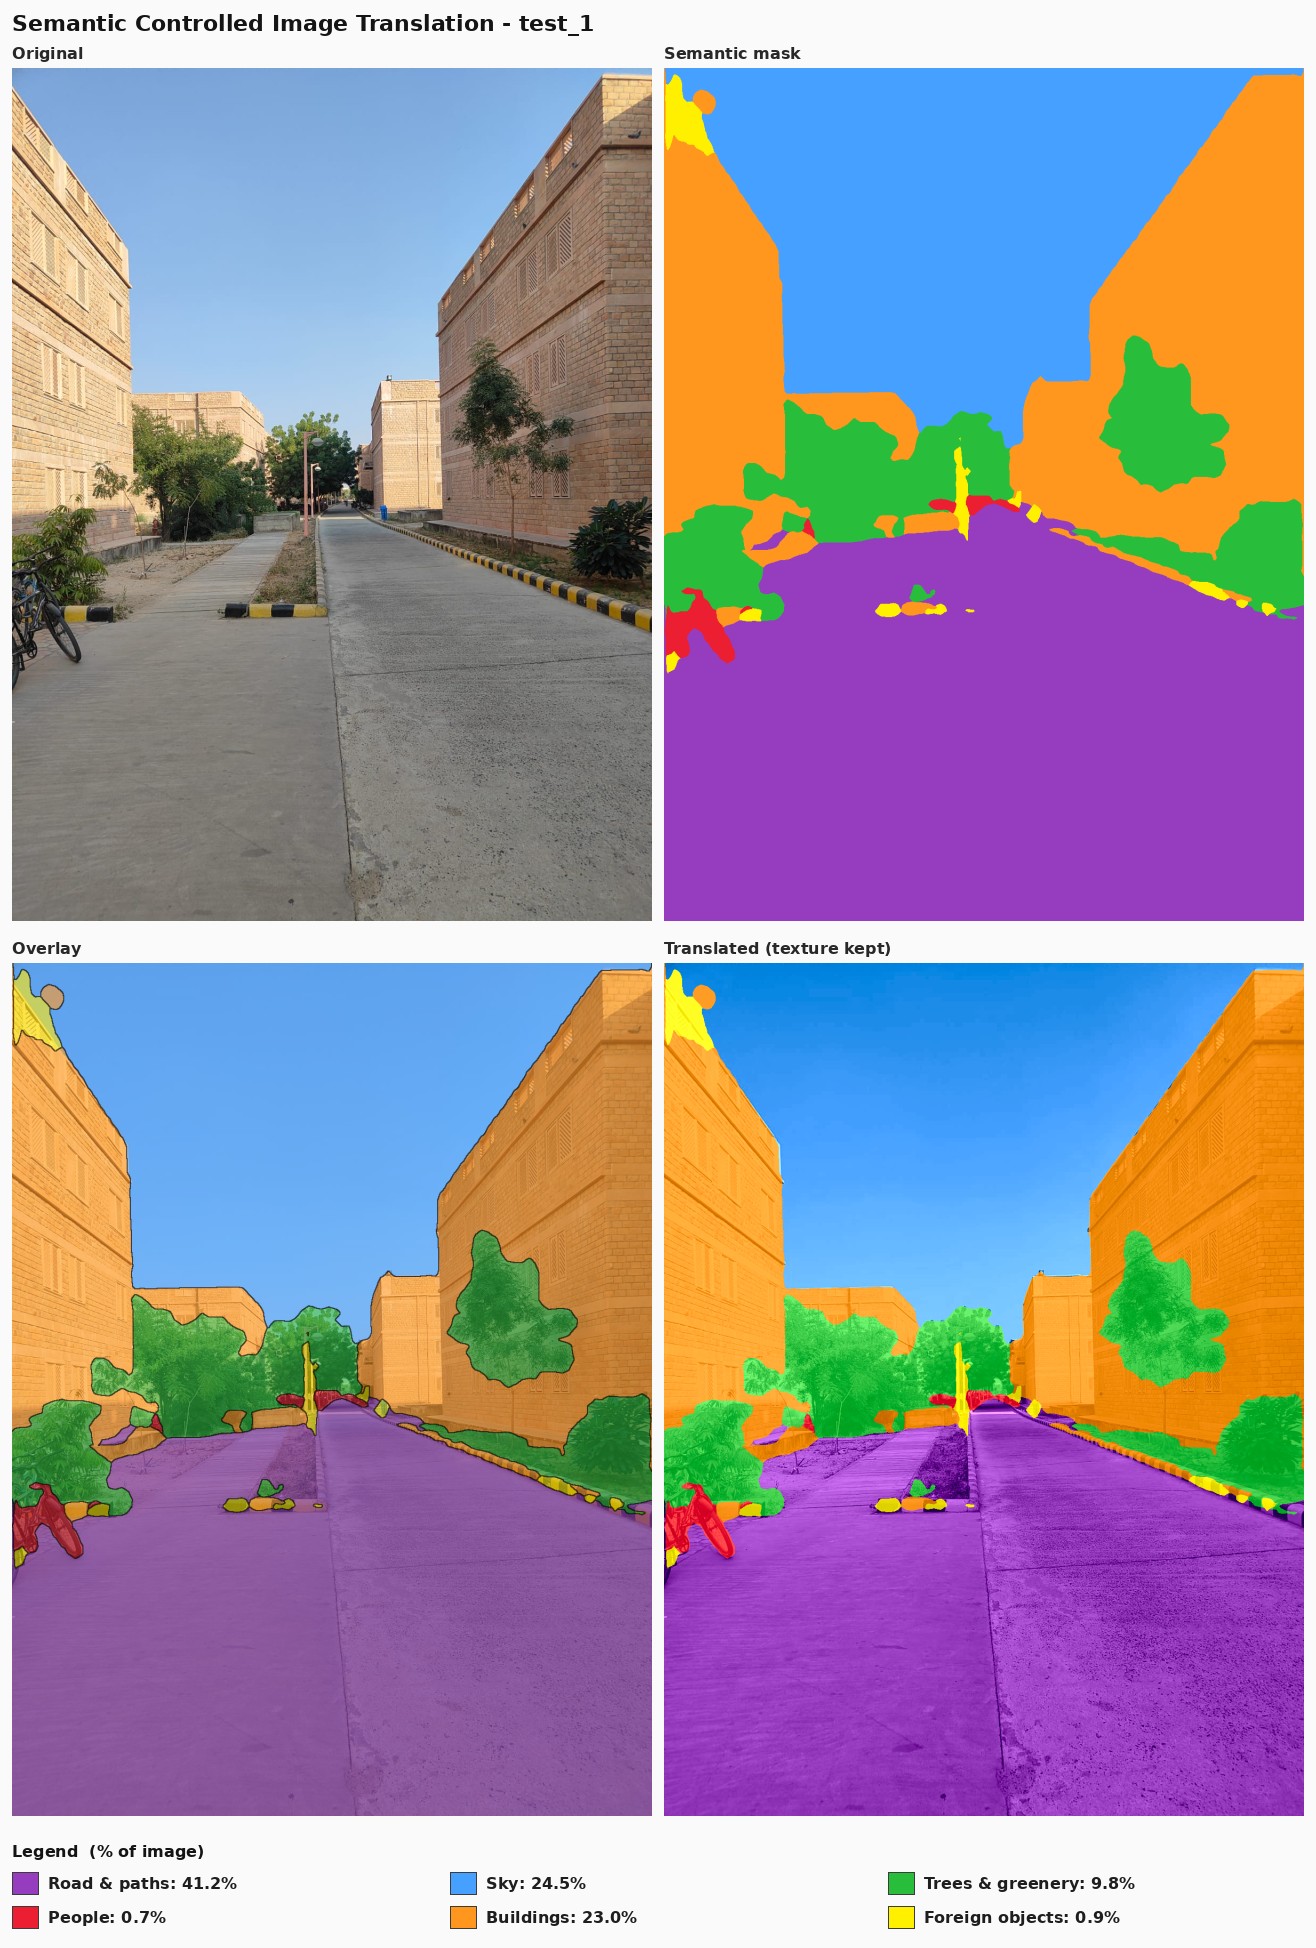 Semantic Controlled Image Translation - test_1
Original
Semantic mask
Overlay
Translated (texture kept)
Legend  (% of image)
Road & paths: 41.2%
Sky: 24.5%
Trees & greenery: 9.8%
People: 0.7%
Buildings: 23.0%
Foreign objects: 0.9%